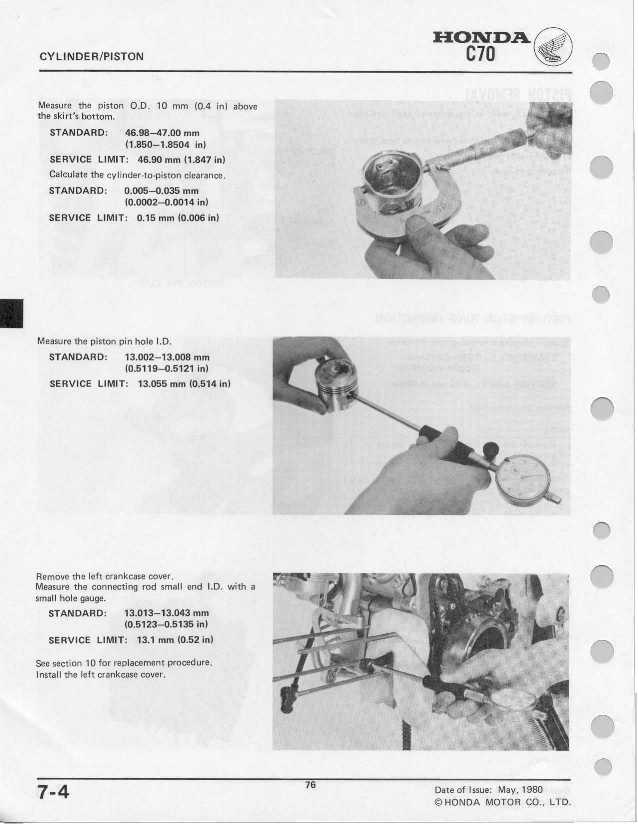 CYLINDER/PISTON
HONDA
C70
Measure the piston O.D. 10 mm (0.4 in) above
the skirt's bottom.
STANDARD: 46.98–47.00 mm
(1.850–1.8504 in)
SERVICE LIMIT: 46.90 mm (1.847 in)
Calculate the cylinder-to-piston clearance.
STANDARD: 0.005–0.035 mm
(0.0002–0.0014 in)
SERVICE LIMIT: 0.15 mm (0.006 in)
Measure the piston pin hole I.D.
STANDARD: 13.002–13.008 mm
(0.5119–0.5121 in)
SERVICE LIMIT: 13.055 mm (0.514 in)
Remove the left crankcase cover.
Measure the connecting rod small end I.D. with a
small hole gauge.
STANDARD: 13.013–13.043 mm
(0.5123–0.5135 in)
SERVICE LIMIT: 13.1 mm (0.52 in)
See section 10 for replacement procedure.
Install the left crankcase cover.
7-4
76
Date of Issue: May, 1980
© HONDA MOTOR CO., LTD.